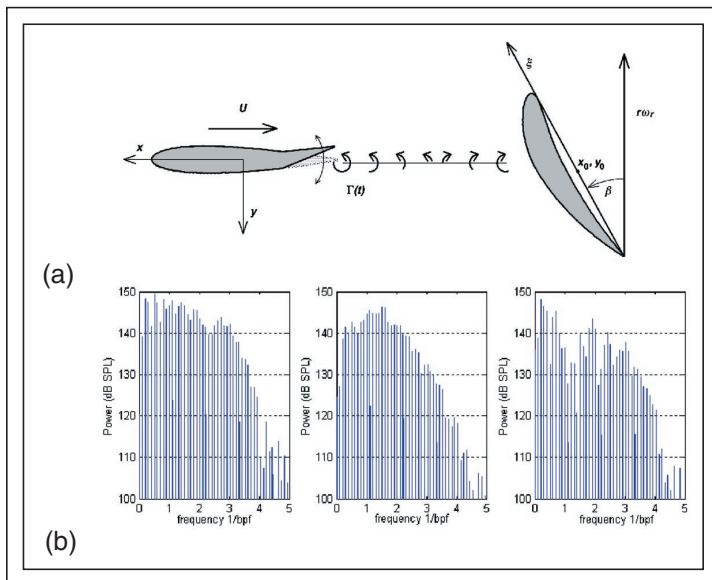 ξ
U
rω_r
x
x₀, y₀
Γ(t)
β
y
(a)
150
140
130
120
110
100
Power (dB SPL)
0 1 2 3 4 5
frequency 1/bpf
150
140
130
120
110
100
Power (dB SPL)
0 1 2 3 4 5
frequency 1/bpf
150
140
130
120
110
100
Power (dB SPL)
0 1 2 3 4 5
frequency 1/bpf
(b)